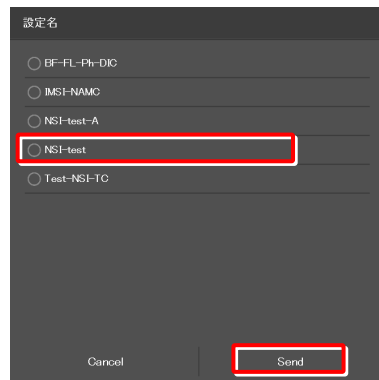 設定名
BF-FL-Ph-DIC
IMSI-NAMC
NSI-test-A
NSI-test
Test-NSI-TC
Cancel
Send